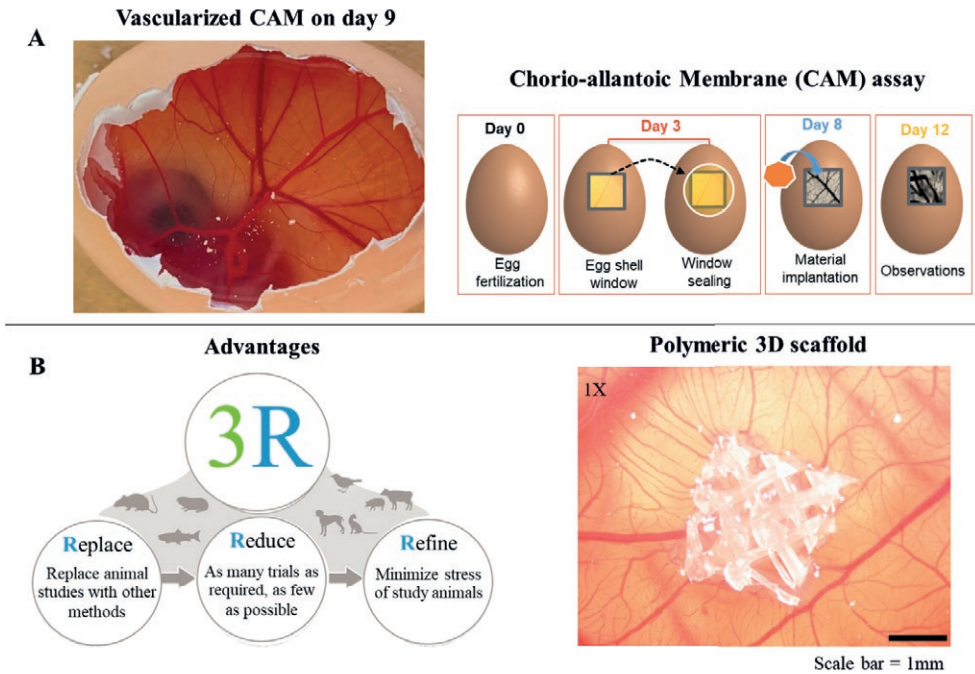 A
Vascularized CAM on day 9
Chorio-allantoic Membrane (CAM) assay
Day 0
Day 3
Day 8
Day 12
Egg
fertilization
Egg shell
window
Window
sealing
Material
implantation
Observations
B
Advantages
3R
Replace
Replace animal
studies with other
methods
Reduce
As many trials as
required, as few
as possible
Refine
Minimize stress
of study animals
Polymeric 3D scaffold
1X
Scale bar = 1mm